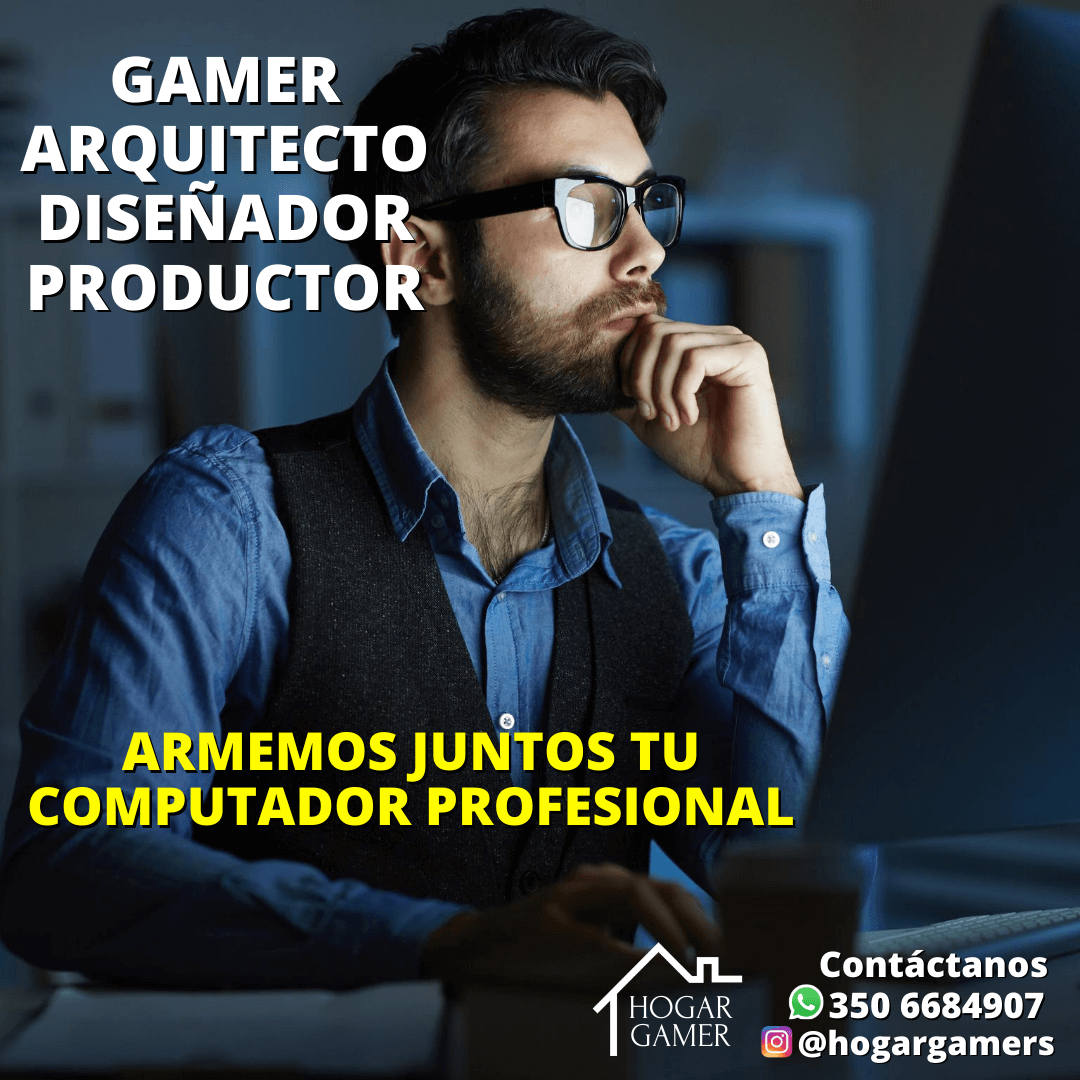 GAMER
ARQUITECTO
DISEÑADOR
PRODUCTOR
ARMEMOS JUNTOS TU
COMPUTADOR PROFESIONAL
HOGAR
GAMER
Contáctanos
350 6684907
@hogargamers